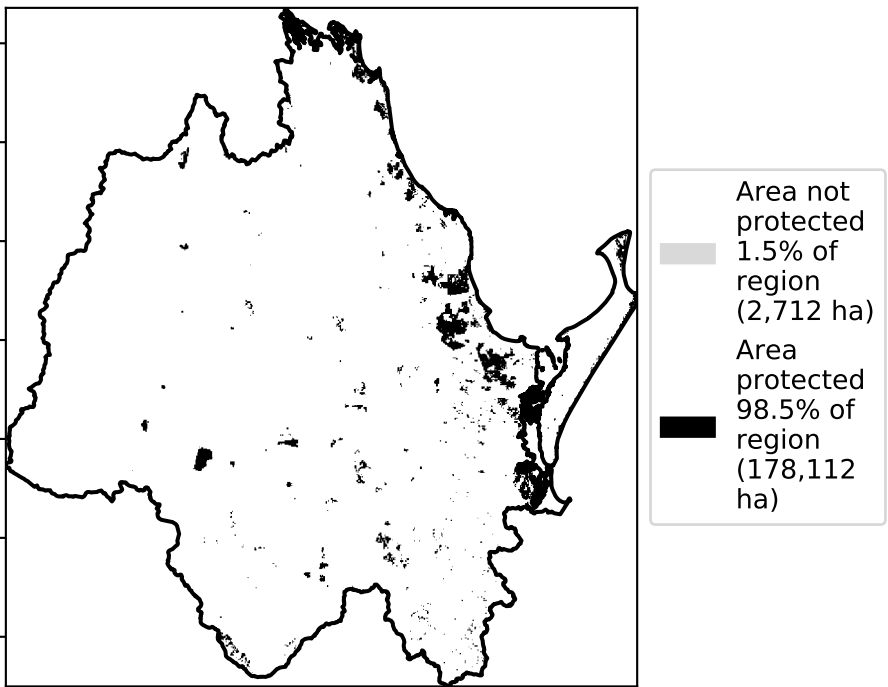 Area not
protected
1.5% of
region
(2,712 ha)
Area
protected
98.5% of
region
(178,112
ha)